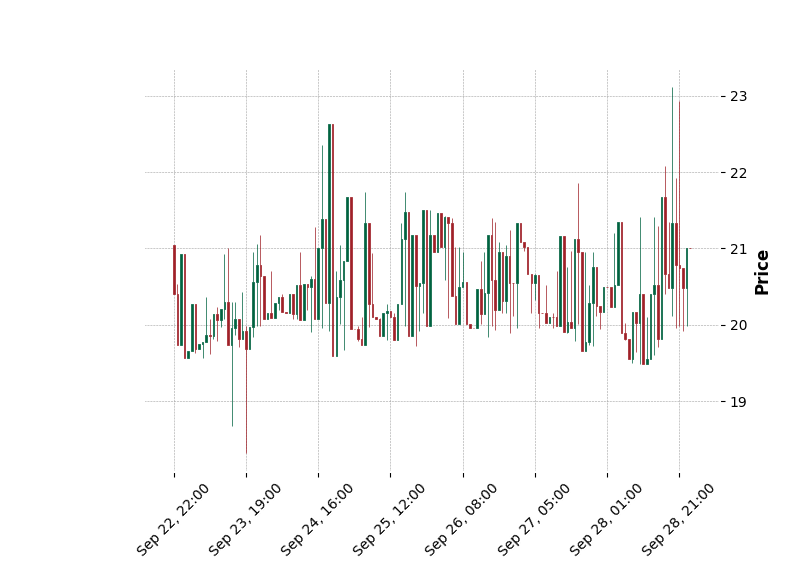 23
22
21
20
19
Price
Sep 22, 22:00
Sep 23, 19:00
Sep 24, 16:00
Sep 25, 12:00
Sep 26, 08:00
Sep 27, 05:00
Sep 28, 01:00
Sep 28, 21:00